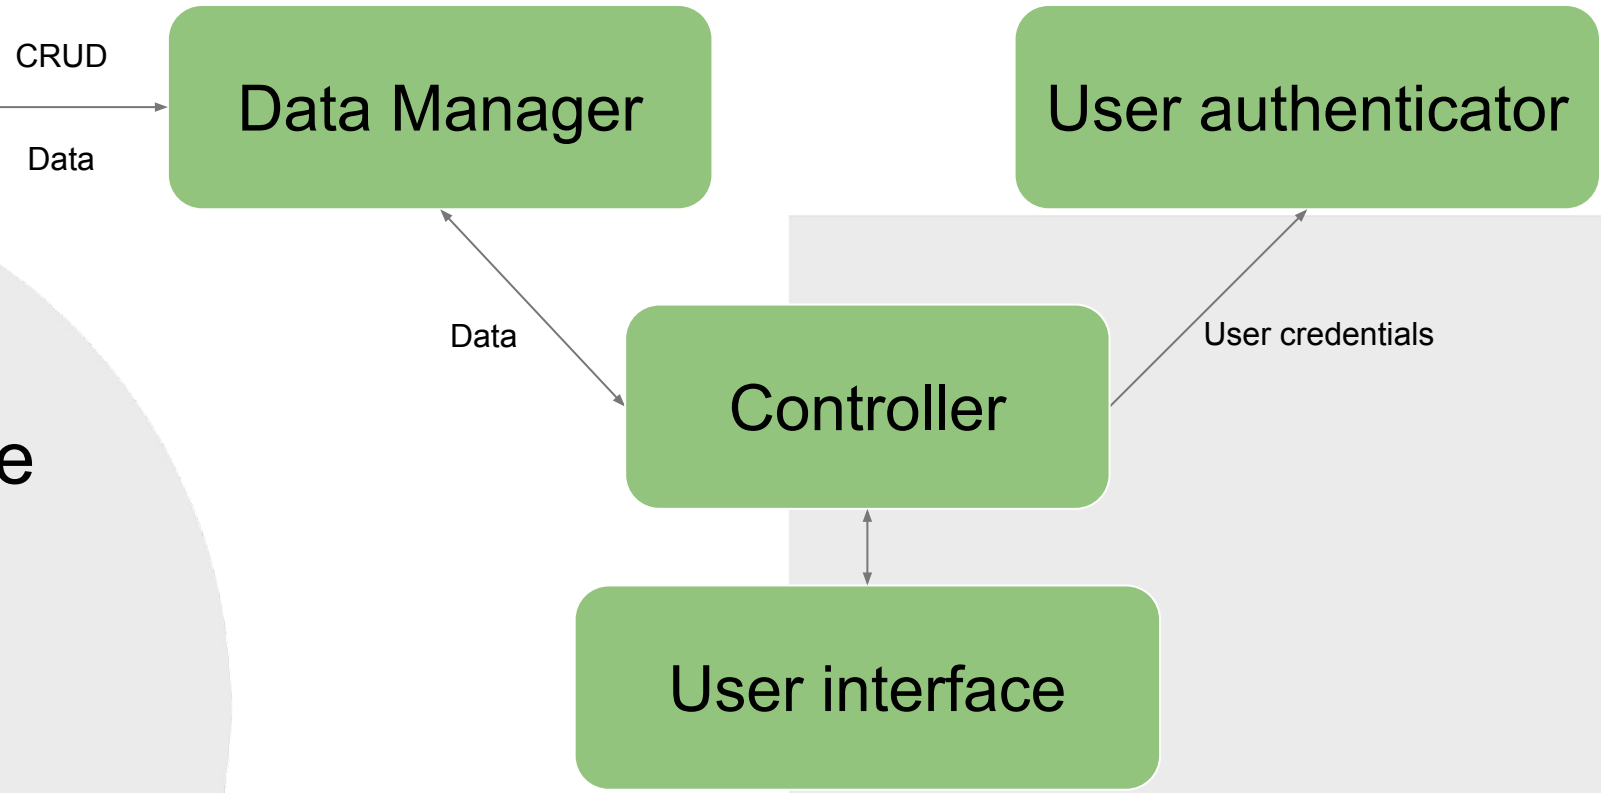 CRUD
Data Manager
User authenticator
Data
Data
User credentials
Controller
e
User interface